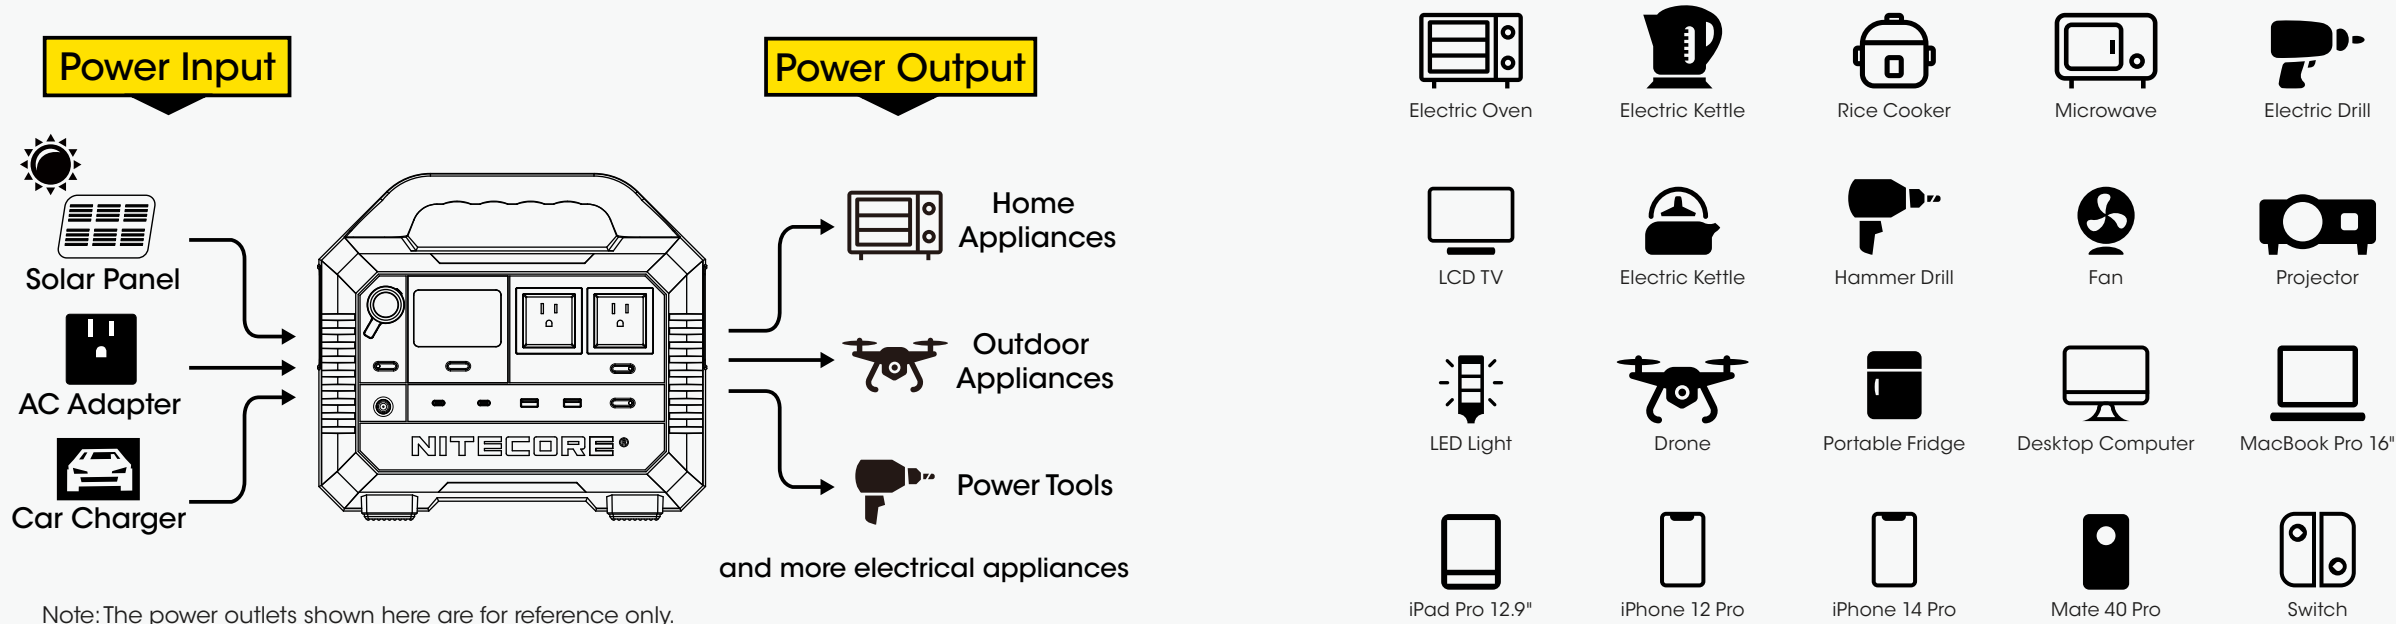 Power Input
Power Output
Solar Panel
AC Adapter
Car Charger
NITECORE®
Home
Appliances
Outdoor
Appliances
Power Tools
and more electrical appliances
Note: The power outlets shown here are for reference only.
Electric Oven
Electric Kettle
Rice Cooker
Microwave
Electric Drill
LCD TV
Electric Kettle
Hammer Drill
Fan
Projector
LED Light
Drone
Portable Fridge
Desktop Computer
MacBook Pro 16"
iPad Pro 12.9"
iPhone 12 Pro
iPhone 14 Pro
Mate 40 Pro
Switch